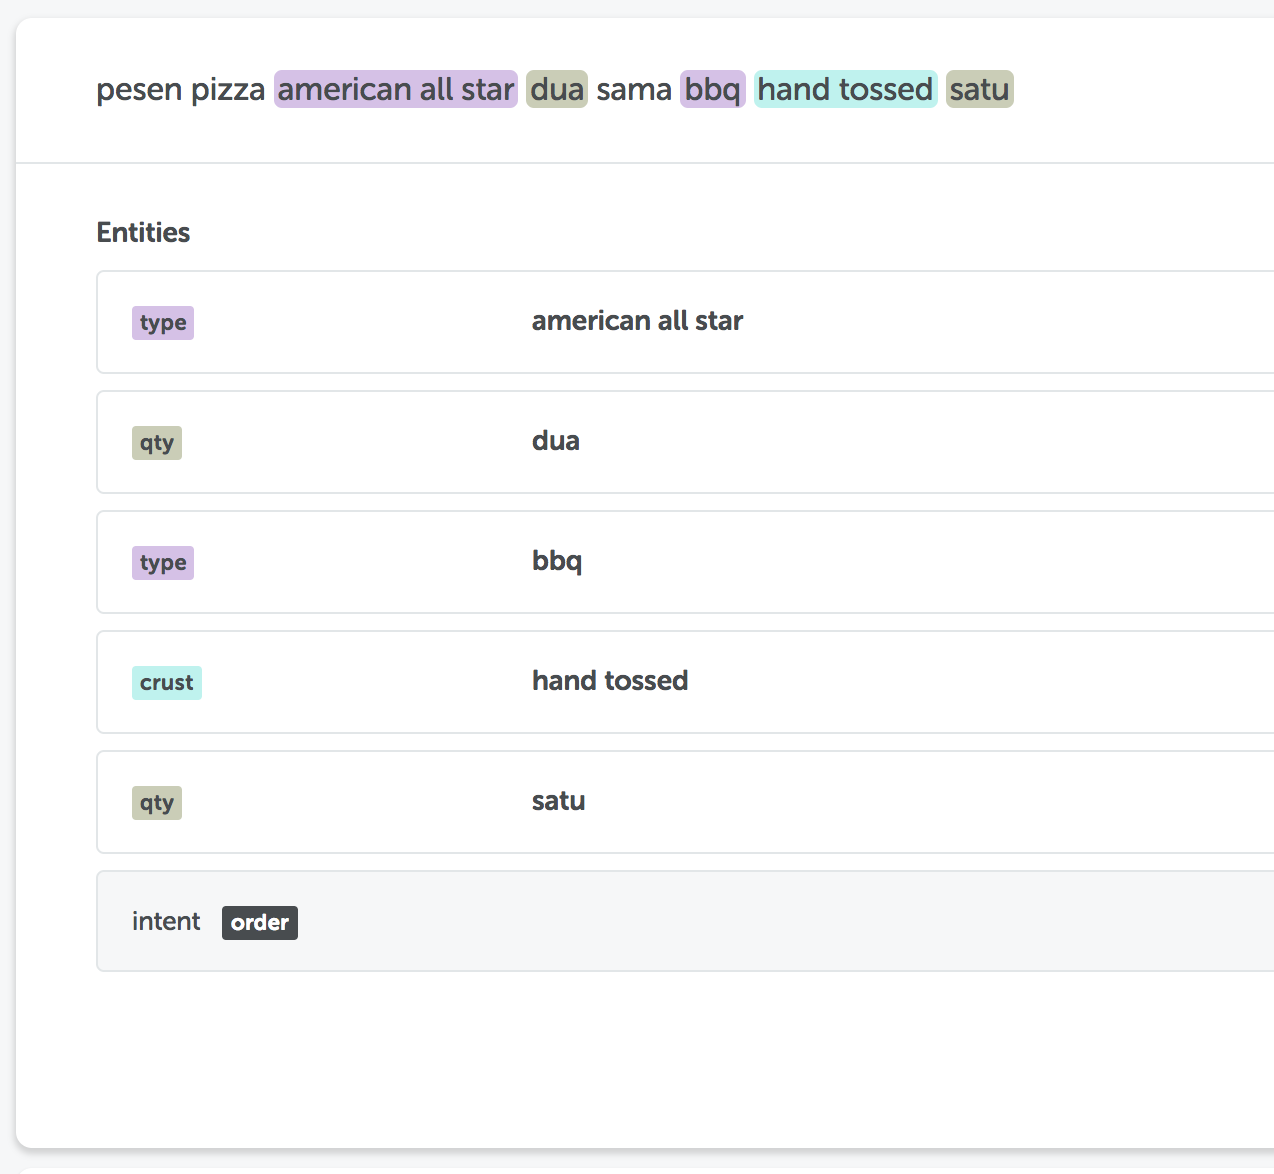 pesen pizza american all star dua sama bbq hand tossed satu
Entities
type american all star
qty dua
type bbq
crust hand tossed
qty satu
intent order